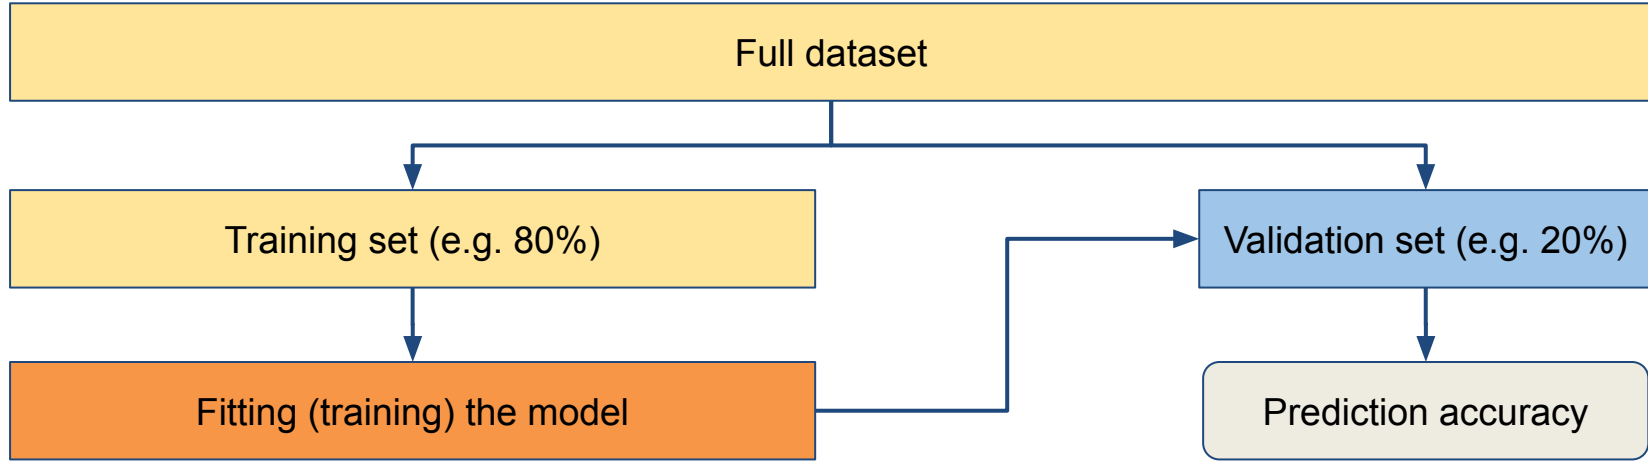 Full dataset
Training set (e.g. 80%)
Validation set (e.g. 20%)
Fitting (training) the model
Prediction accuracy